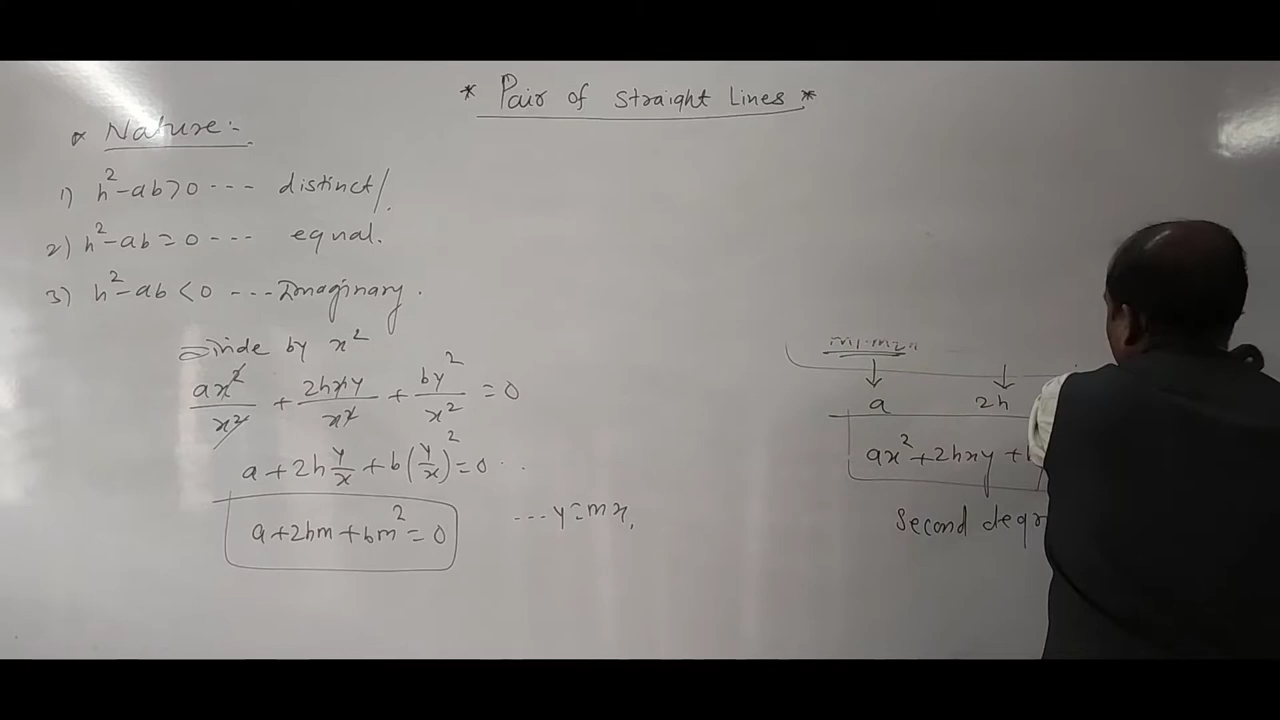 * Pair of Straight Lines *
* Nature:-
1) h²-ab>0 --- distinct/.
2) h²-ab=0 --- equal.
3) h²-ab<0 --- Imaginary.
Divide by x²
ax²/x² + 2hxy/x² + by²/x² = 0
a + 2h y/x + b(y/x)² = 0 ..
a+2hm+bm² = 0
--- y=mx.
↓ ↓
a 2h
ax²+2hxy+
Second degr